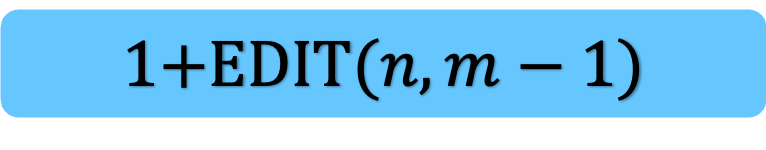 1+EDIT(n, m − 1)